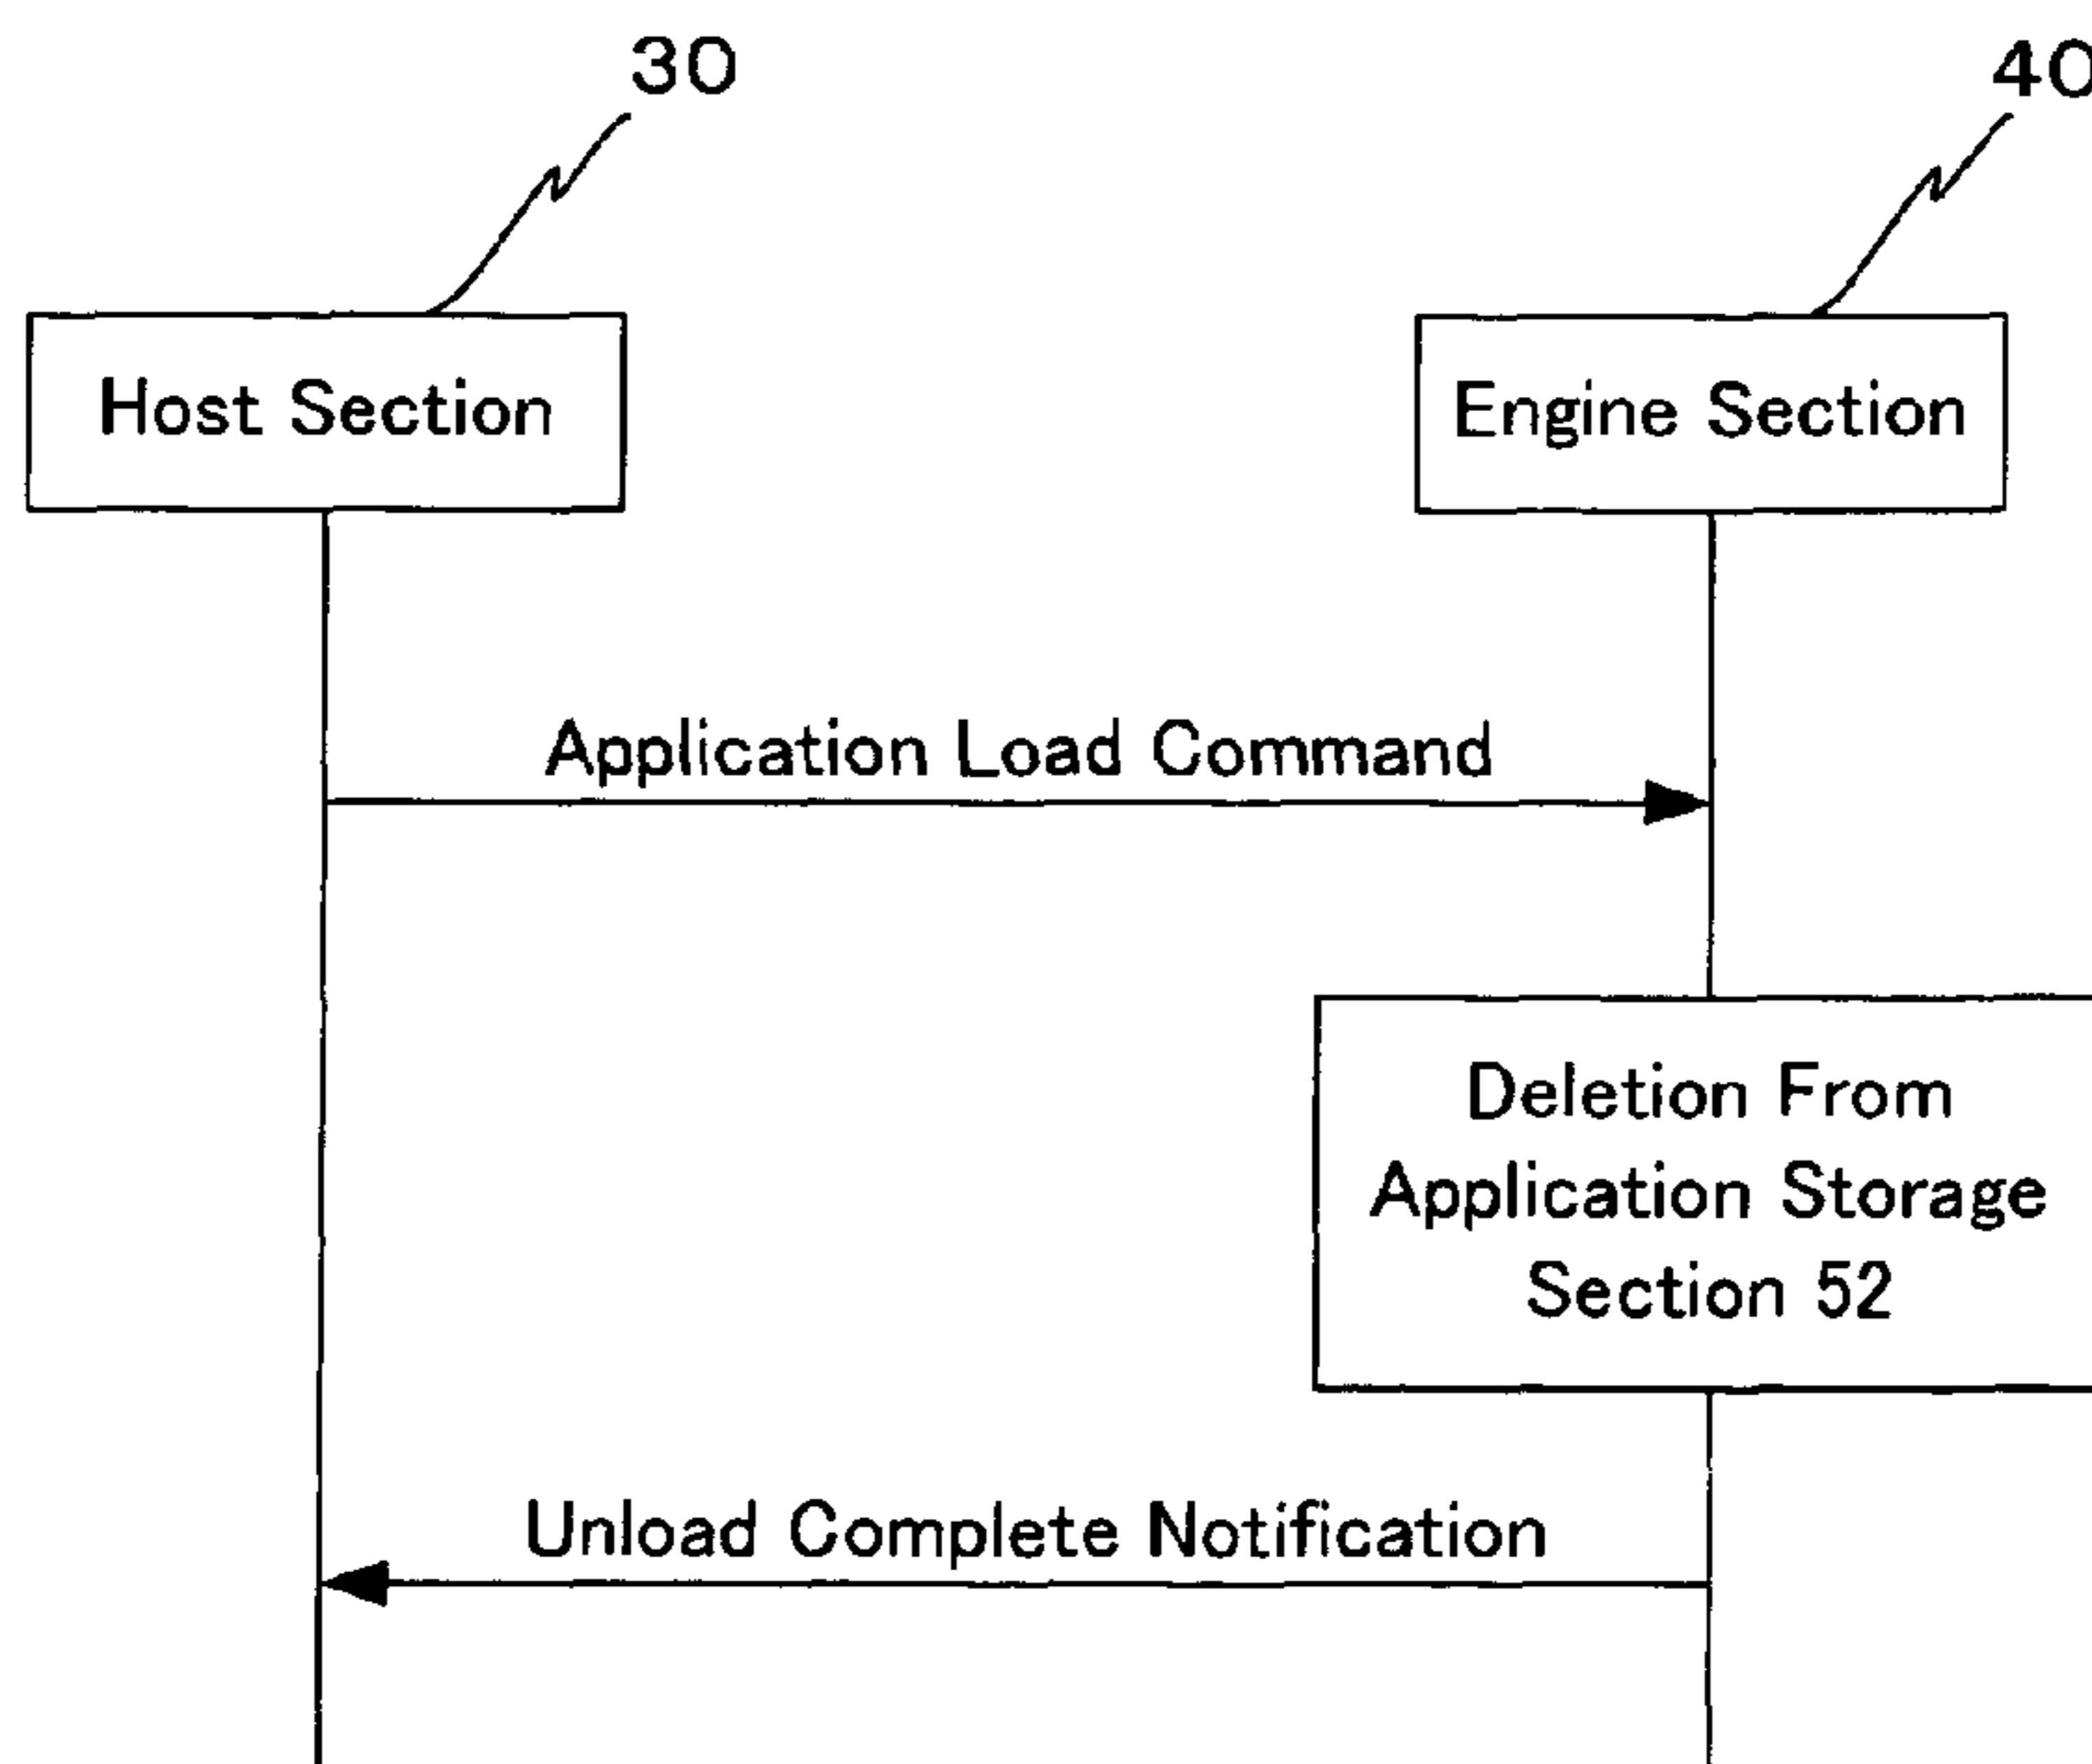 30
40
Host Section
Engine Section
Application Load Command
Deletion From
Application Storage
Section 52
Unload Complete Notification